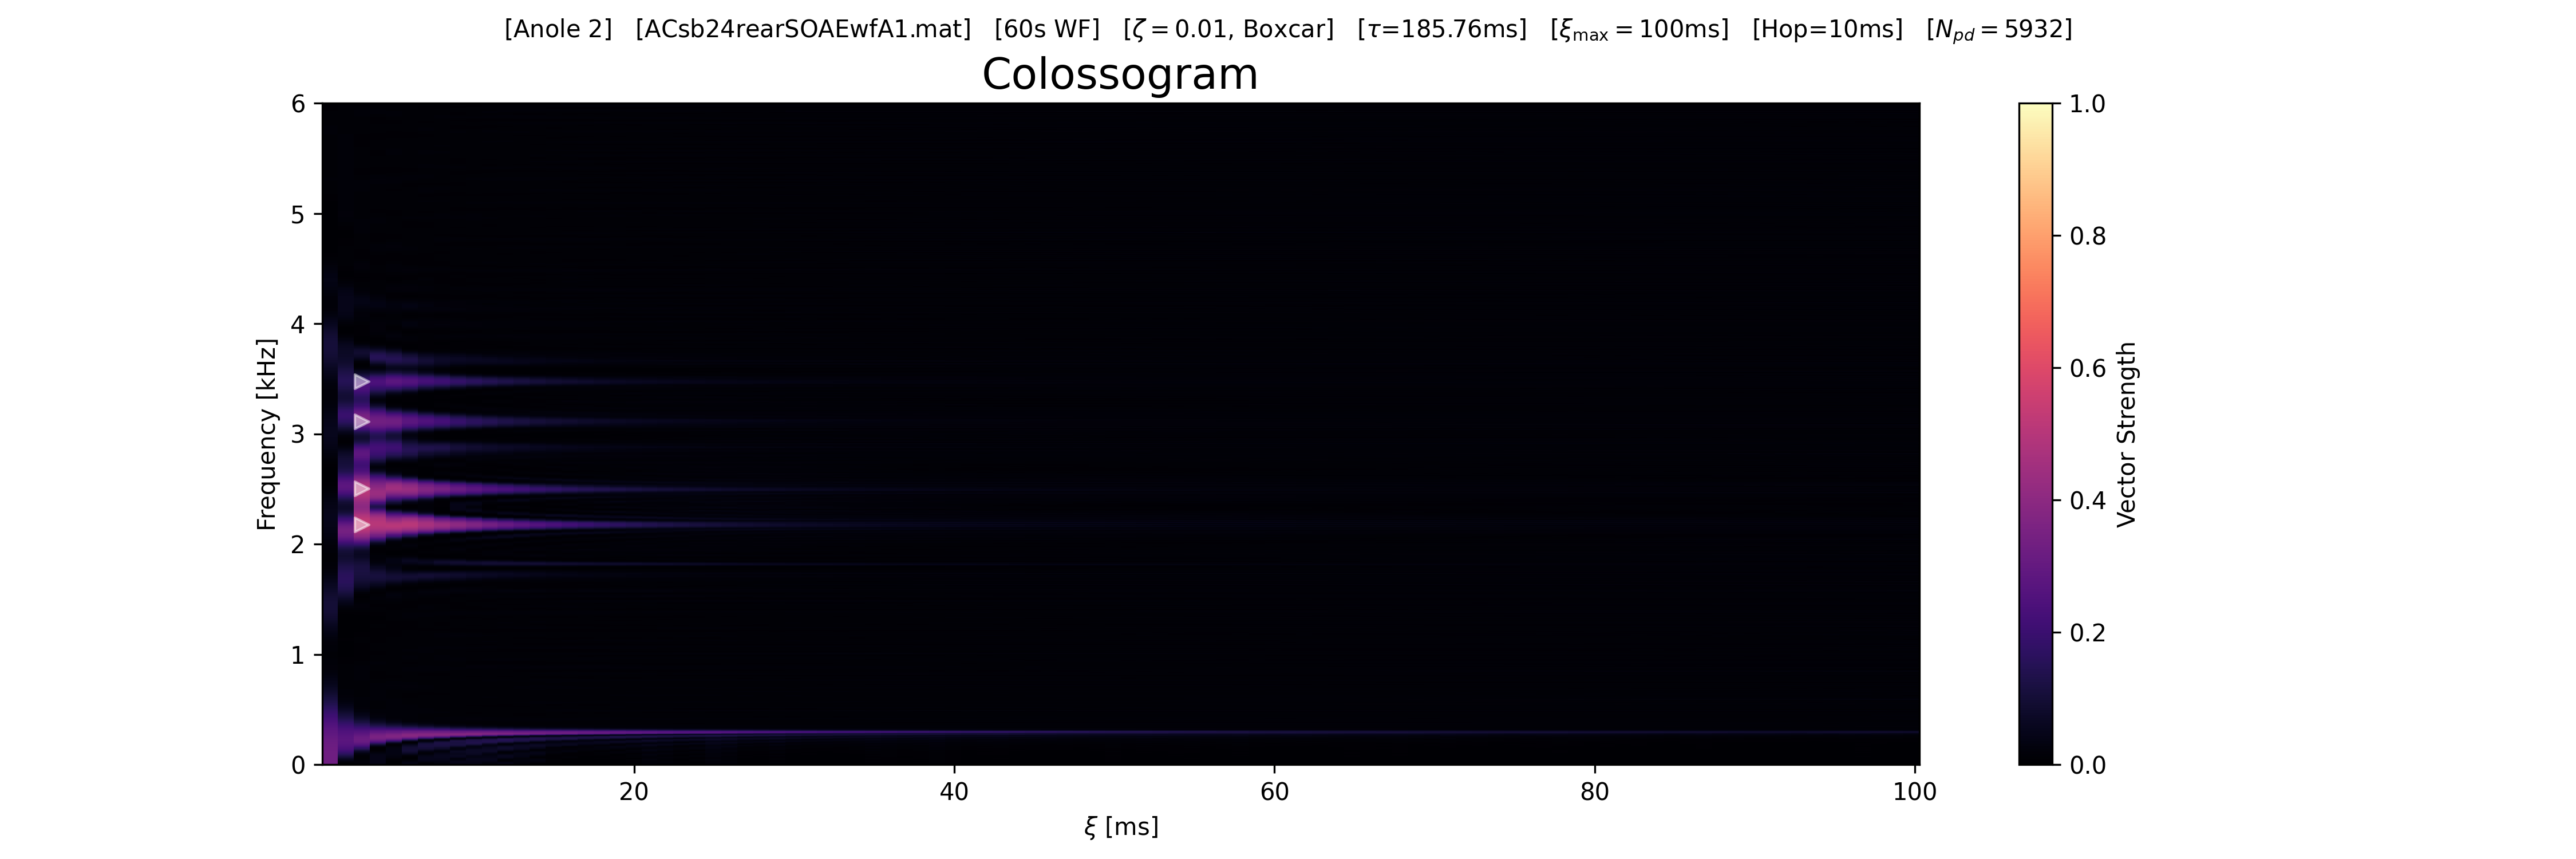 [Anole 2]   [ACsb24rearSOAEwfA1.mat]   [60s WF]   [ζ = 0.01, Boxcar]   [τ=185.76ms]   [ξmax = 100ms]   [Hop=10ms]   [Npd = 5932]
Colossogram
6
5
4
3
2
1
0
Frequency [kHz]
20 40 60 80 100
ξ [ms]
1.0
0.8
0.6
0.4
0.2
0.0
Vector Strength